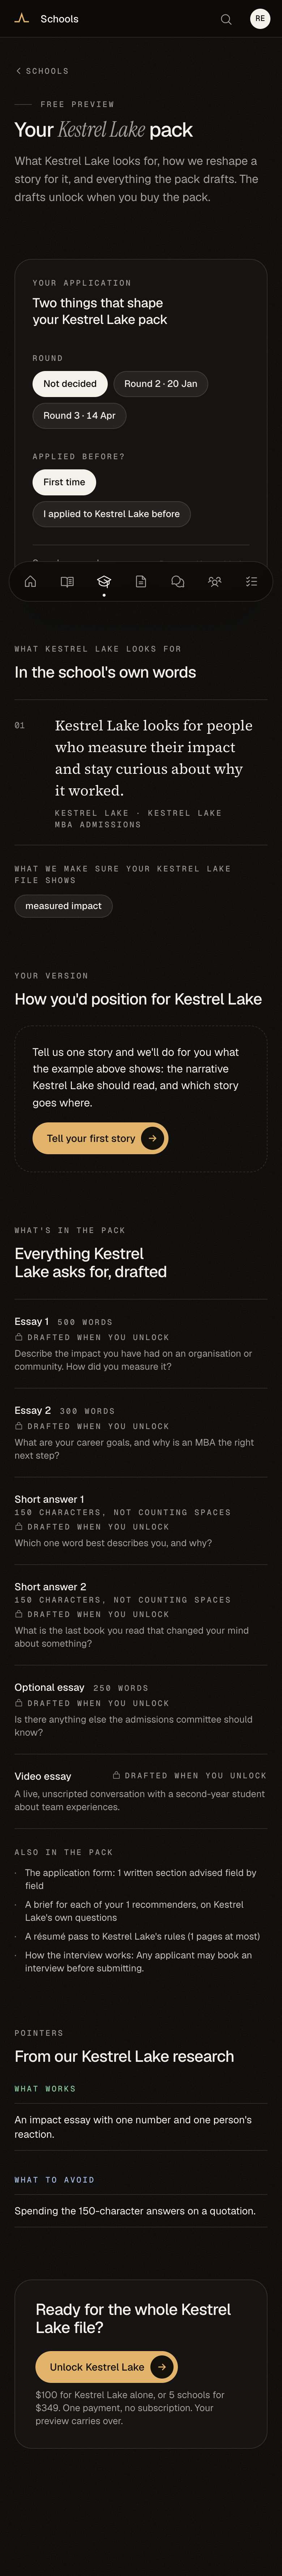 Schools
RE
SCHOOLS
FREE PREVIEW
Your Kestrel Lake pack
What Kestrel Lake looks for, how we reshape a
story for it, and everything the pack drafts. The
drafts unlock when you buy the pack.
YOUR APPLICATION
Two things that shape
your Kestrel Lake pack
ROUND
Not decided
Round 2 · 20 Jan
Round 3 · 14 Apr
APPLIED BEFORE?
First time
I applied to Kestrel Lake before
WHAT KESTREL LAKE LOOKS FOR
In the school's own words
01
Kestrel Lake looks for people
who measure their impact
and stay curious about why
it worked.
KESTREL LAKE · KESTREL LAKE
MBA ADMISSIONS
WHAT WE MAKE SURE YOUR KESTREL LAKE
FILE SHOWS
measured impact
YOUR VERSION
How you'd position for Kestrel Lake
Tell us one story and we'll do for you what
the example above shows: the narrative
Kestrel Lake should read, and which story
goes where.
Tell your first story
WHAT'S IN THE PACK
Everything Kestrel
Lake asks for, drafted
Essay 1 500 WORDS
DRAFTED WHEN YOU UNLOCK
Describe the impact you have had on an organisation or
community. How did you measure it?
Essay 2 300 WORDS
DRAFTED WHEN YOU UNLOCK
What are your career goals, and why is an MBA the right
next step?
Short answer 1
150 CHARACTERS, NOT COUNTING SPACES
DRAFTED WHEN YOU UNLOCK
Which one word best describes you, and why?
Short answer 2
150 CHARACTERS, NOT COUNTING SPACES
DRAFTED WHEN YOU UNLOCK
What is the last book you read that changed your mind
about something?
Optional essay 250 WORDS
DRAFTED WHEN YOU UNLOCK
Is there anything else the admissions committee should
know?
Video essay DRAFTED WHEN YOU UNLOCK
A live, unscripted conversation with a second-year student
about team experiences.
ALSO IN THE PACK
· The application form: 1 written section advised field by
field
· A brief for each of your 1 recommenders, on Kestrel
Lake's own questions
· A résumé pass to Kestrel Lake's rules (1 pages at most)
· How the interview works: Any applicant may book an
interview before submitting.
POINTERS
From our Kestrel Lake research
WHAT WORKS
An impact essay with one number and one person's
reaction.
WHAT TO AVOID
Spending the 150-character answers on a quotation.
Ready for the whole Kestrel
Lake file?
Unlock Kestrel Lake
$100 for Kestrel Lake alone, or 5 schools for
$349. One payment, no subscription. Your
preview carries over.